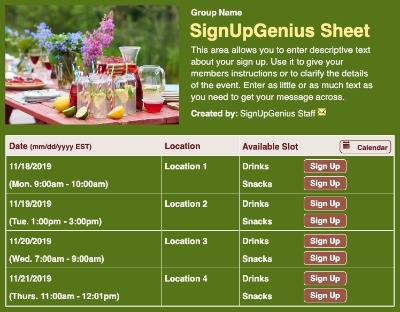 Group Name
SignUpGenius Sheet
This area allows you to enter descriptive text
about your sign up. Use it to give your
members instructions or to clarify the details
of the event. Enter as little or as much text as
you need to get your message across.
Created by: SignUpGenius Staff
Date (mm/dd/yyyy EST) Location Available Slot Calendar
11/18/2019 Location 1 Drinks Sign Up
(Mon. 9:00am - 10:00am) Snacks Sign Up
11/19/2019 Location 2 Drinks Sign Up
(Tue. 1:00pm - 3:00pm) Snacks Sign Up
11/20/2019 Location 3 Drinks Sign Up
(Wed. 7:00am - 9:00am) Snacks Sign Up
11/21/2019 Location 4 Drinks Sign Up
(Thurs. 11:00am - 12:01pm) Snacks Sign Up